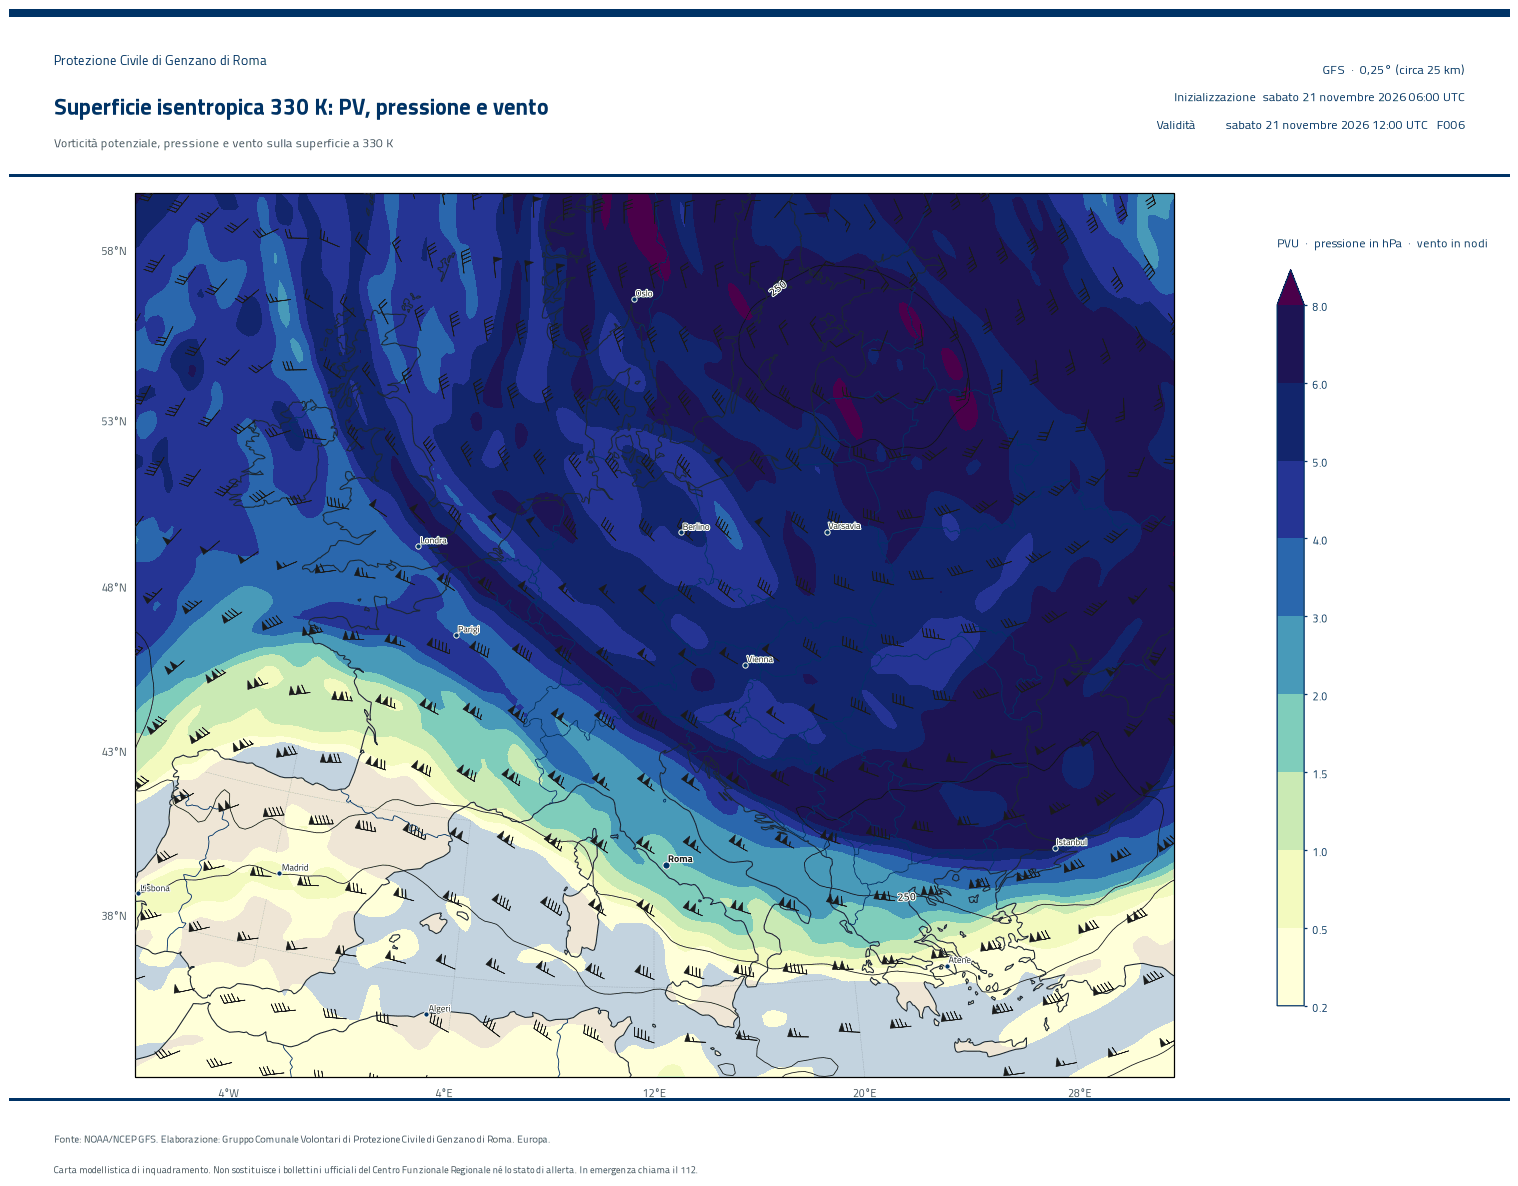 Protezione Civile di Genzano di Roma
Superficie isentropica 330 K: PV, pressione e vento
Vorticità potenziale, pressione e vento sulla superficie a 330 K
GFS · 0,25° (circa 25 km)
Inizializzazione sabato 21 novembre 2026 06:00 UTC
Validità sabato 21 novembre 2026 12:00 UTC F006
PVU · pressione in hPa · vento in nodi
8.0
6.0
5.0
4.0
3.0
2.0
1.5
1.0
0.5
0.2
58°N
53°N
48°N
43°N
38°N
4°W
4°E
12°E
20°E
28°E
250
Oslo
Berlino
Varsavia
Londra
Parigi
Vienna
Istanbul
Roma
Madrid
Lisbona
250
Atene
Algeri
Fonte: NOAA/NCEP GFS. Elaborazione: Gruppo Comunale Volontari di Protezione Civile di Genzano di Roma. Europa.
Carta modellistica di inquadramento. Non sostituisce i bollettini ufficiali del Centro Funzionale Regionale né lo stato di allerta. In emergenza chiama il 112.